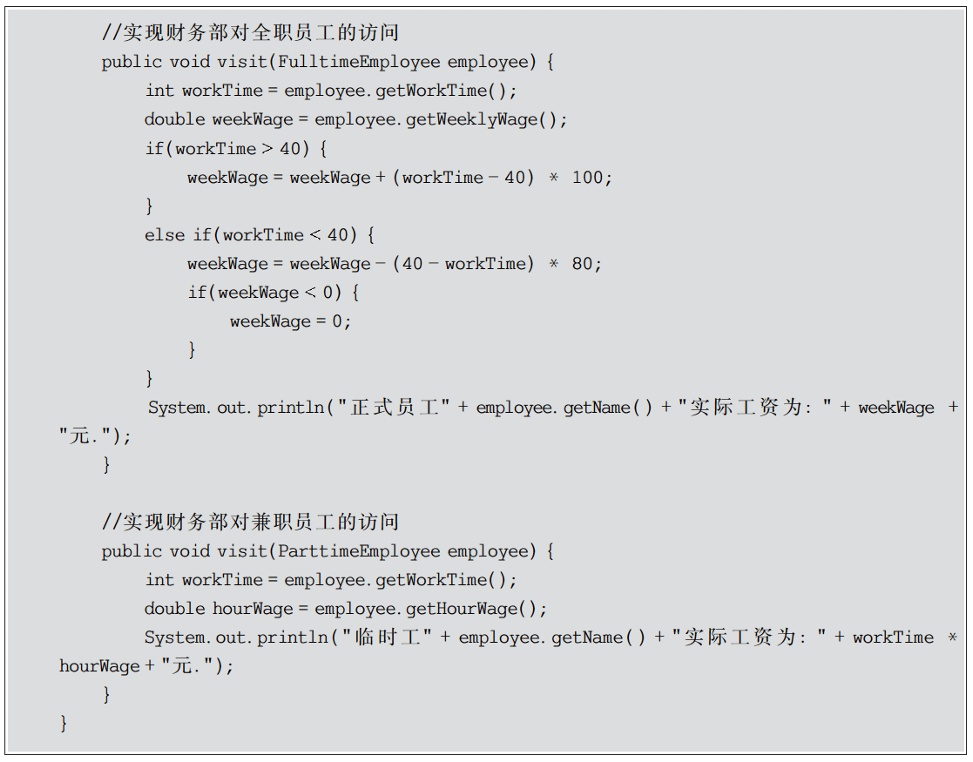 //实现财务部对全职员工的访问
public void visit(FulltimeEmployee employee) {
int workTime = employee.getWorkTime();
double weekWage = employee.getWeeklyWage();
if(workTime > 40) {
weekWage = weekWage + (workTime - 40) * 100;
}
else if(workTime < 40) {
weekWage = weekWage - (40 - workTime) * 80;
if(weekWage < 0) {
weekWage = 0;
}
}
System.out.println("正式员工" + employee.getName() + "实际工资为: " + weekWage +
"元.");
}
//实现财务部对兼职员工的访问
public void visit(ParttimeEmployee employee) {
int workTime = employee.getWorkTime();
double hourWage = employee.getHourWage();
System.out.println("临时工" + employee.getName() + "实际工资为: " + workTime *
hourWage + "元.");
}
}